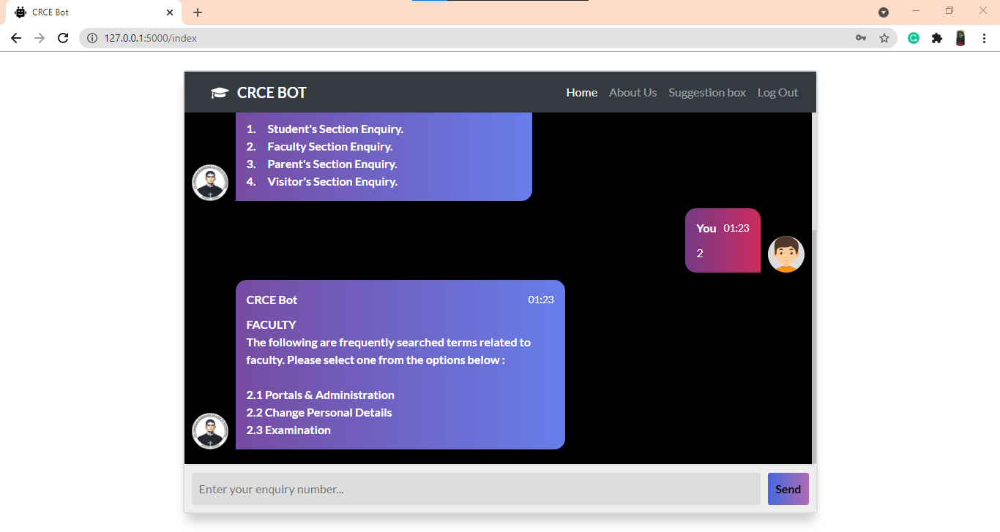 CRCE Bot
127.0.0.1:5000/index
CRCE BOT
Home About Us Suggestion box Log Out
1. Student's Section Enquiry.
2. Faculty Section Enquiry.
3. Parent's Section Enquiry.
4. Visitor's Section Enquiry.
You 01:23
2
CRCE Bot 01:23
FACULTY
The following are frequently searched terms related to
faculty. Please select one from the options below :
2.1 Portals & Administration
2.2 Change Personal Details
2.3 Examination
Enter your enquiry number...
Send